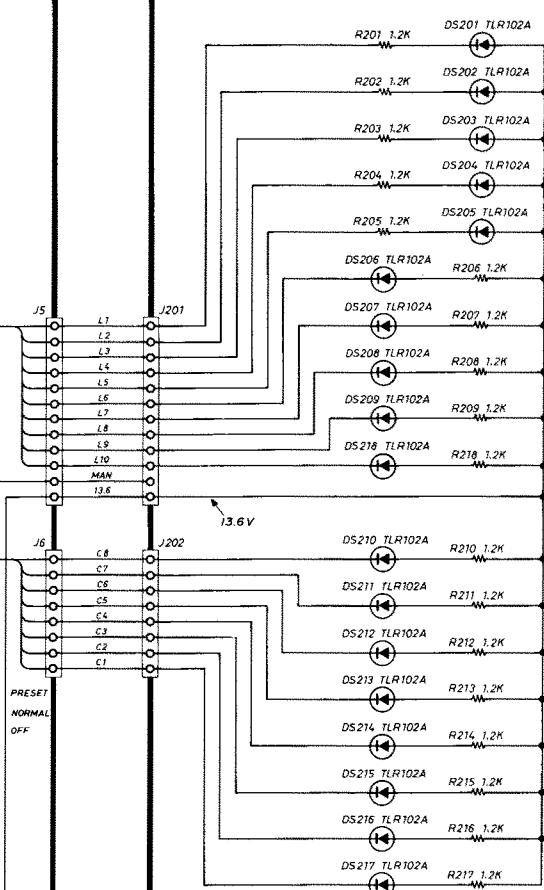 DS201 TLR102A
R201 1.2K
DS202 TLR102A
R202 1.2K
DS203 TLR102A
R203 1.2K
DS204 TLR102A
R204 1.2K
DS205 TLR102A
R205 1.2K
DS206 TLR102A
R206 1.2K
J5
J201
DS207 TLR102A
R207 1.2K
L1
L2
L3
DS208 TLR102A
R208 1.2K
L4
L5
L6
DS209 TLR102A
R209 1.2K
L7
L8
L9
DS218 TLR102A
R218 1.2K
L10
MAN
13.6
13.6V
J6
J202
DS210 TLR102A
R210 1.2K
C8
C7
DS211 TLR102A
R211 1.2K
C6
C5
C4
DS212 TLR102A
R212 1.2K
C3
C2
C1
DS213 TLR102A
R213 1.2K
PRESET
NORMAL
OFF
DS214 TLR102A
R214 1.2K
DS215 TLR102A
R215 1.2K
DS216 TLR102A
R216 1.2K
DS217 TLR102A
R217 1.2K